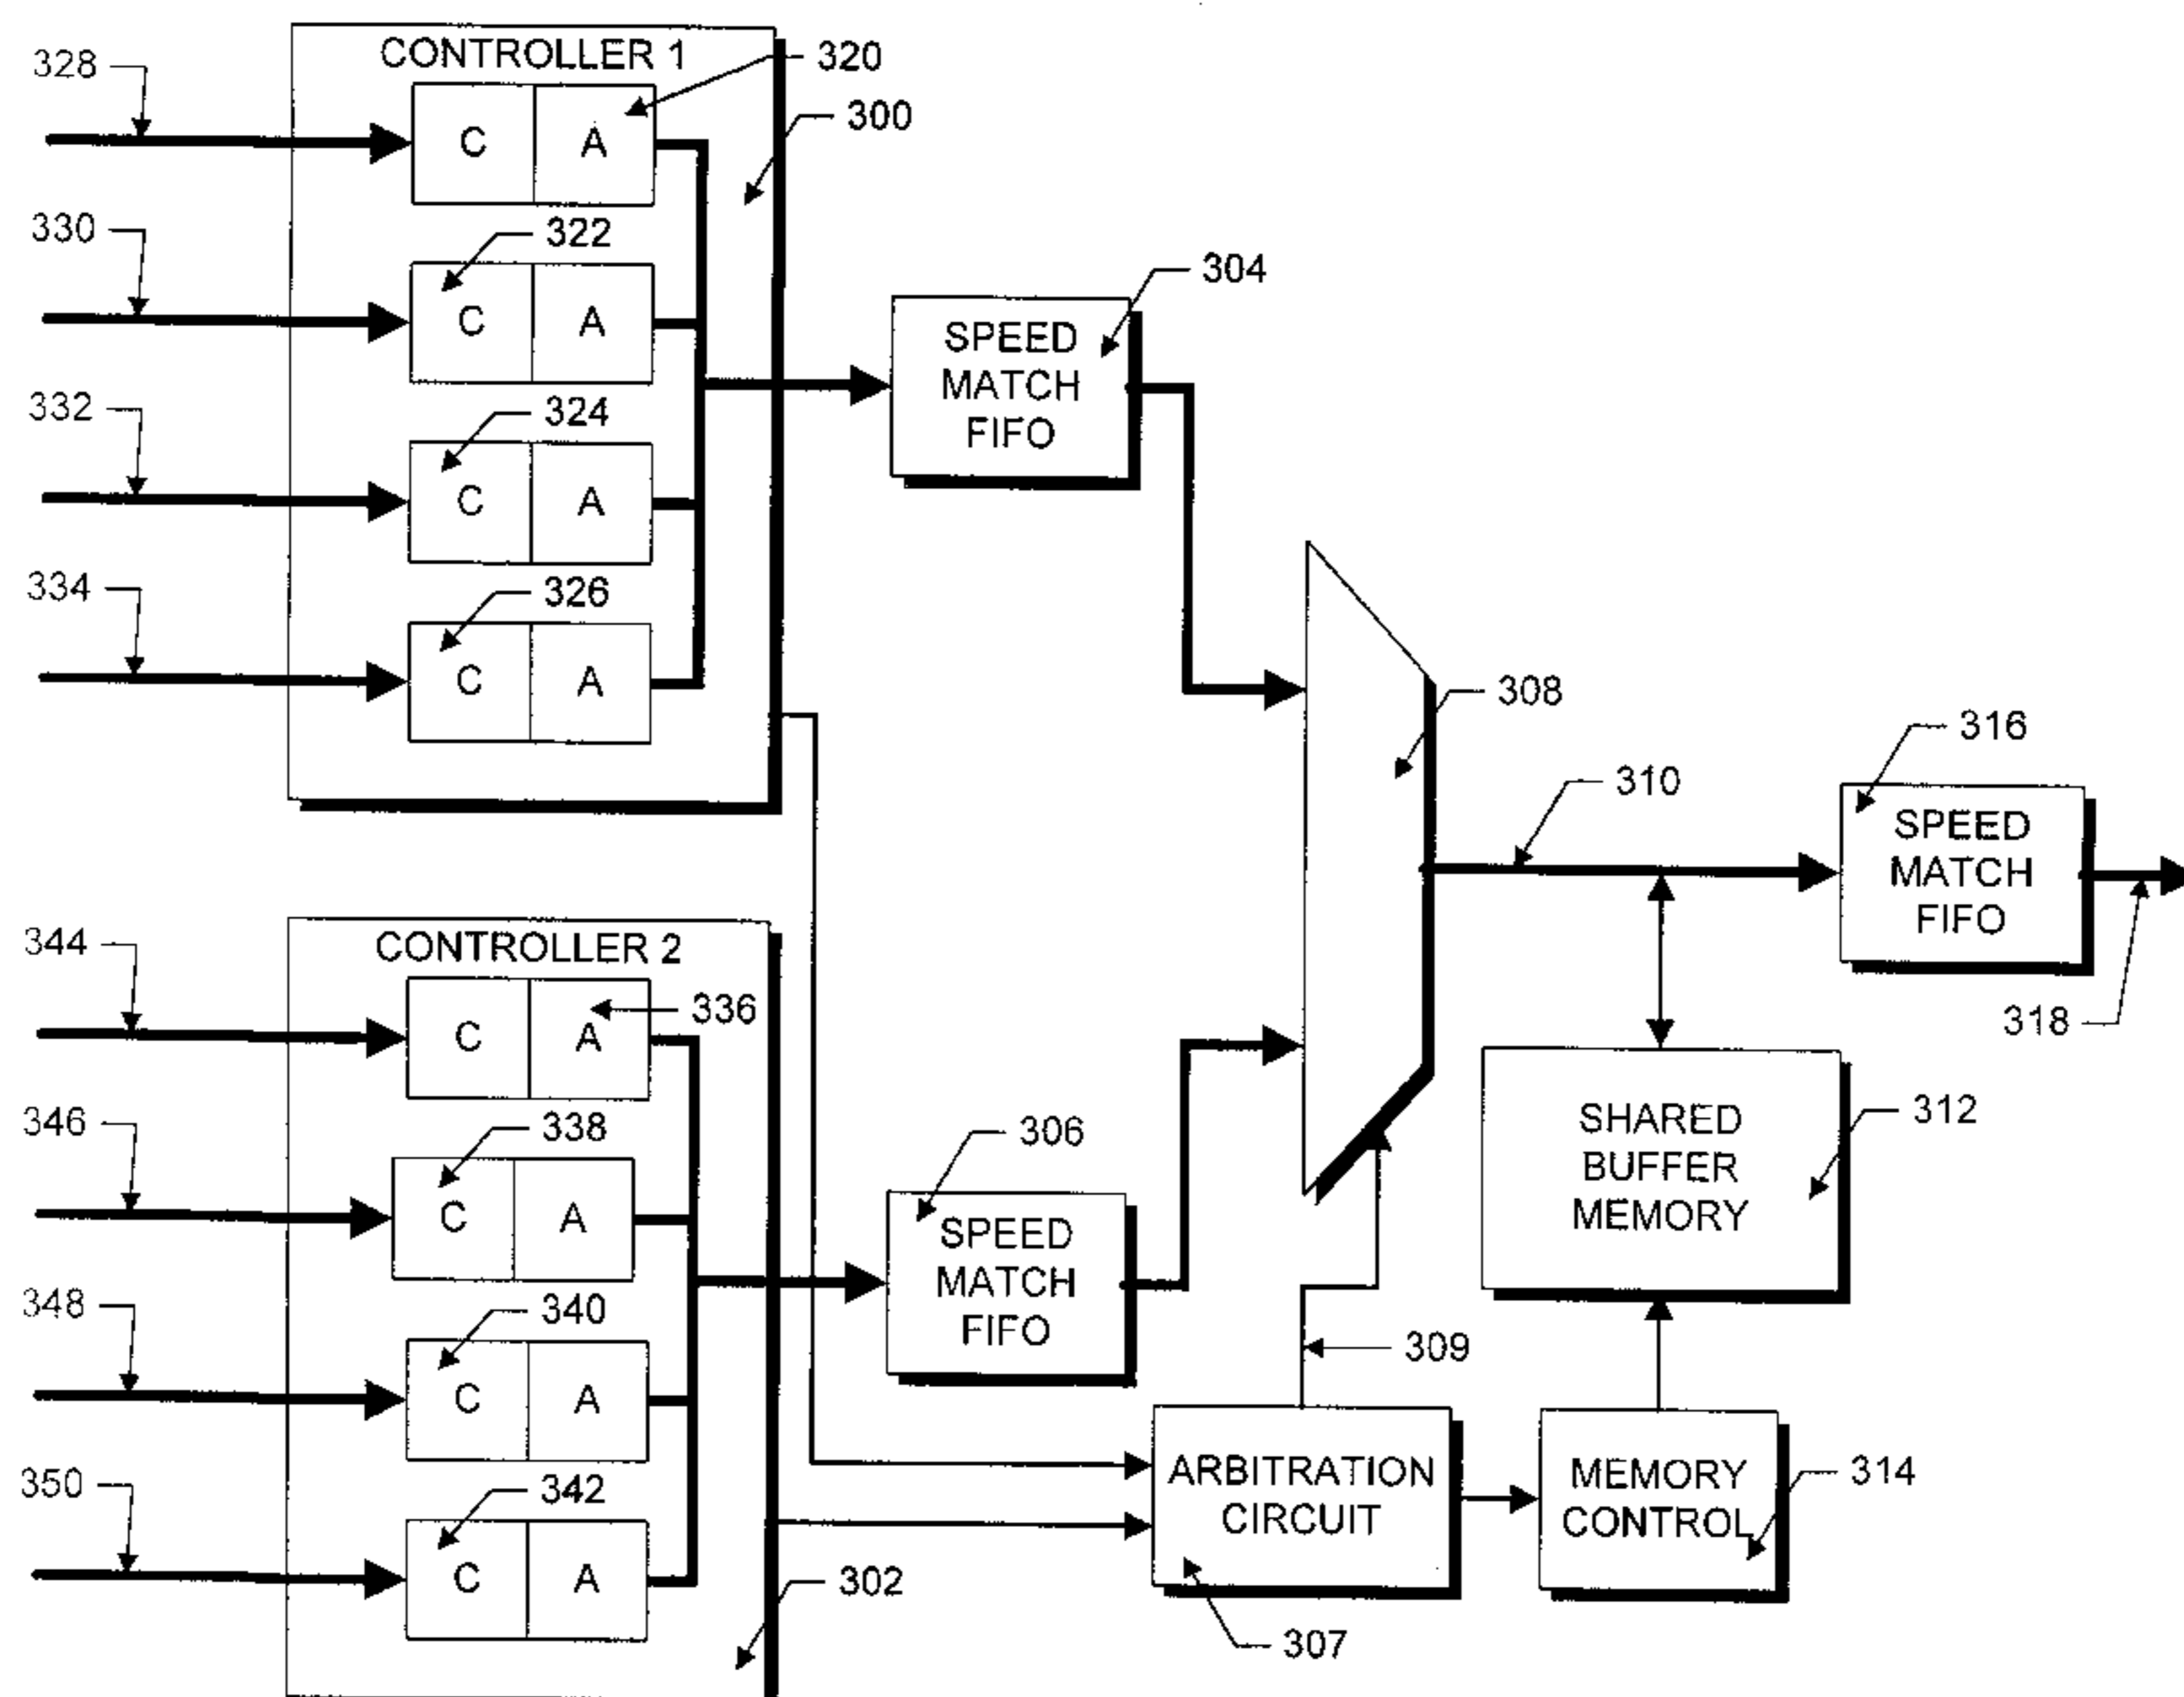 CONTROLLER 1
328
320
C A
300
330
322
C A
304
SPEED
MATCH
FIFO
332
324
C A
334
326
C A
308
316
SPEED
MATCH
FIFO
310
318
CONTROLLER 2
344
336
C A
346
338
C A
306
SPEED
MATCH
FIFO
312
SHARED
BUFFER
MEMORY
348
340
C A
309
350
342
C A
302
ARBITRATION
CIRCUIT
307
MEMORY
CONTROL
314